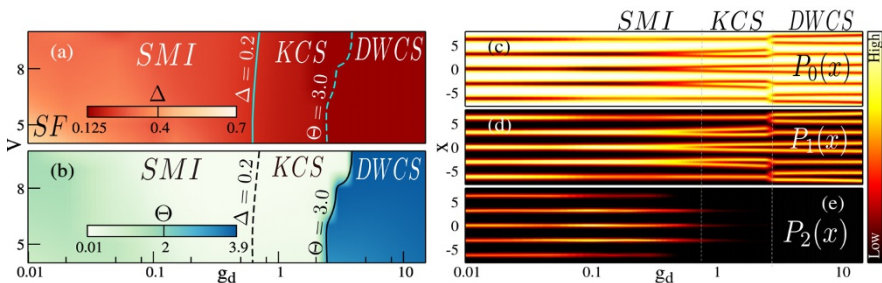 (a) SMI KCS DWCS
8
Δ = 0.2
Θ = 3.0
Δ
0.125 0.4 0.7
SF
5
V
(b) SMI KCS DWCS
8
Δ = 0.2
Θ = 3.0
Θ
0.01 2 3.9
5
0.01 0.1 1 10
g_d
SMI KCS DWCS
(c) P_0(x)
5
0
-5
(d) P_1(x)
5
0
-5
x
(e) P_2(x)
5
0
-5
0.01 0.1 1 10
g_d
High
Low